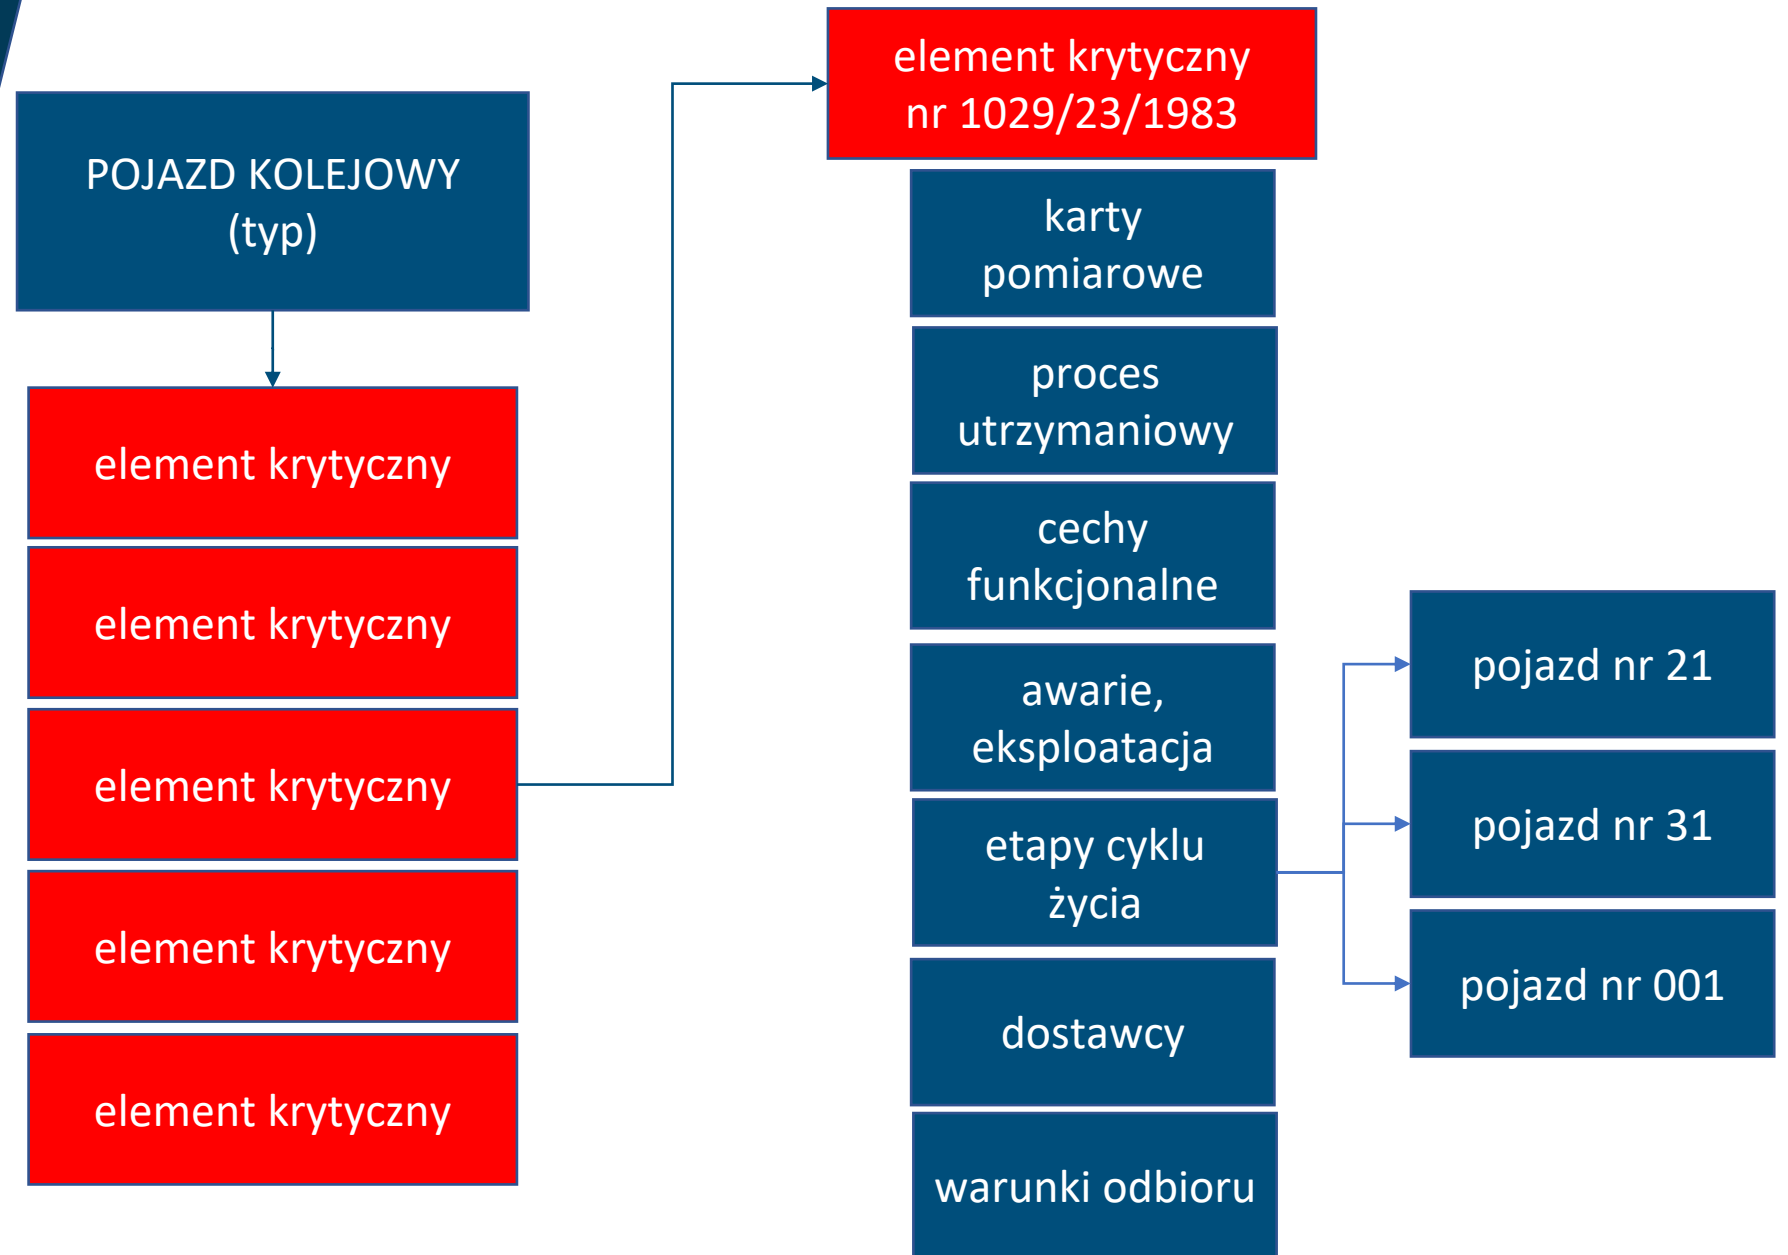 POJAZD KOLEJOWY
(typ)
element krytyczny
element krytyczny
element krytyczny
element krytyczny
element krytyczny
element krytyczny
nr 1029/23/1983
karty
pomiarowe
proces
utrzymaniowy
cechy
funkcjonalne
awarie,
eksploatacja
etapy cyklu
życia
dostawcy
warunki odbioru
pojazd nr 21
pojazd nr 31
pojazd nr 001